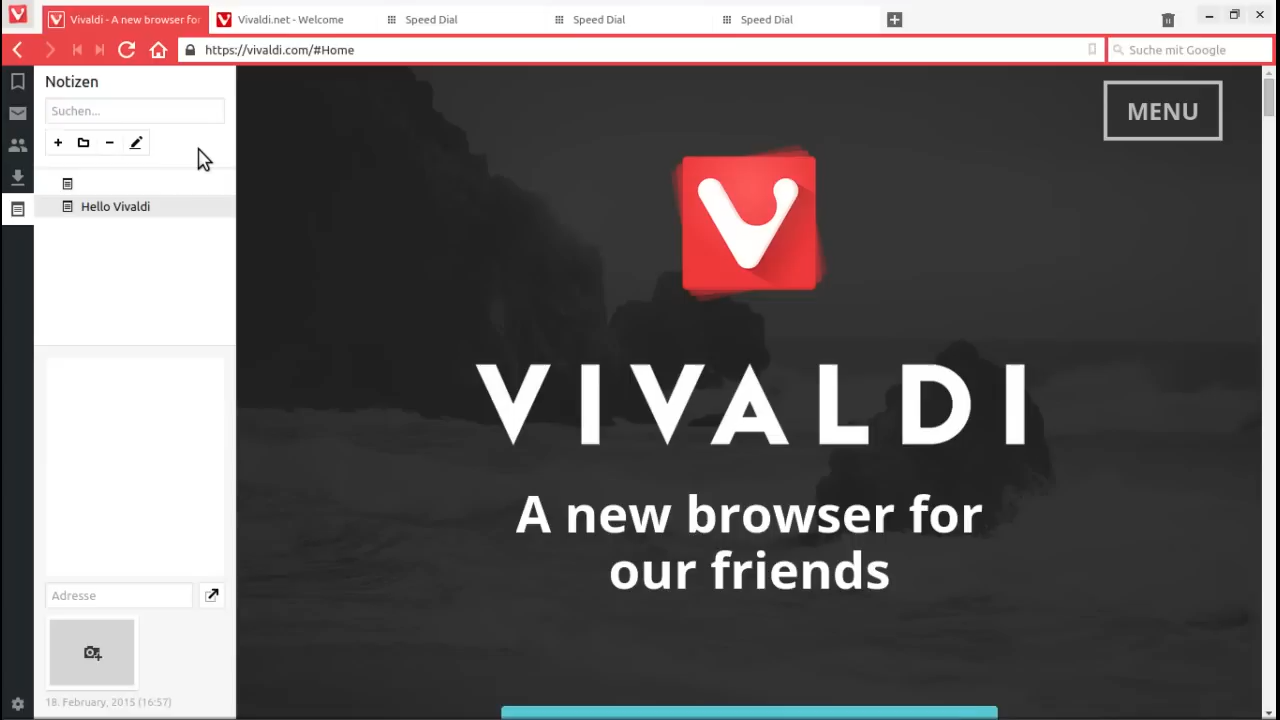 Vivaldi - A new browser for
Vivaldi.net - Welcome
Speed Dial
Speed Dial
Speed Dial
https://vivaldi.com/#Home
Suche mit Google
Notizen
Suchen...
Hello Vivaldi
Adresse
18. February, 2015 (16:57)
MENU
VIVALDI
A new browser for
our friends